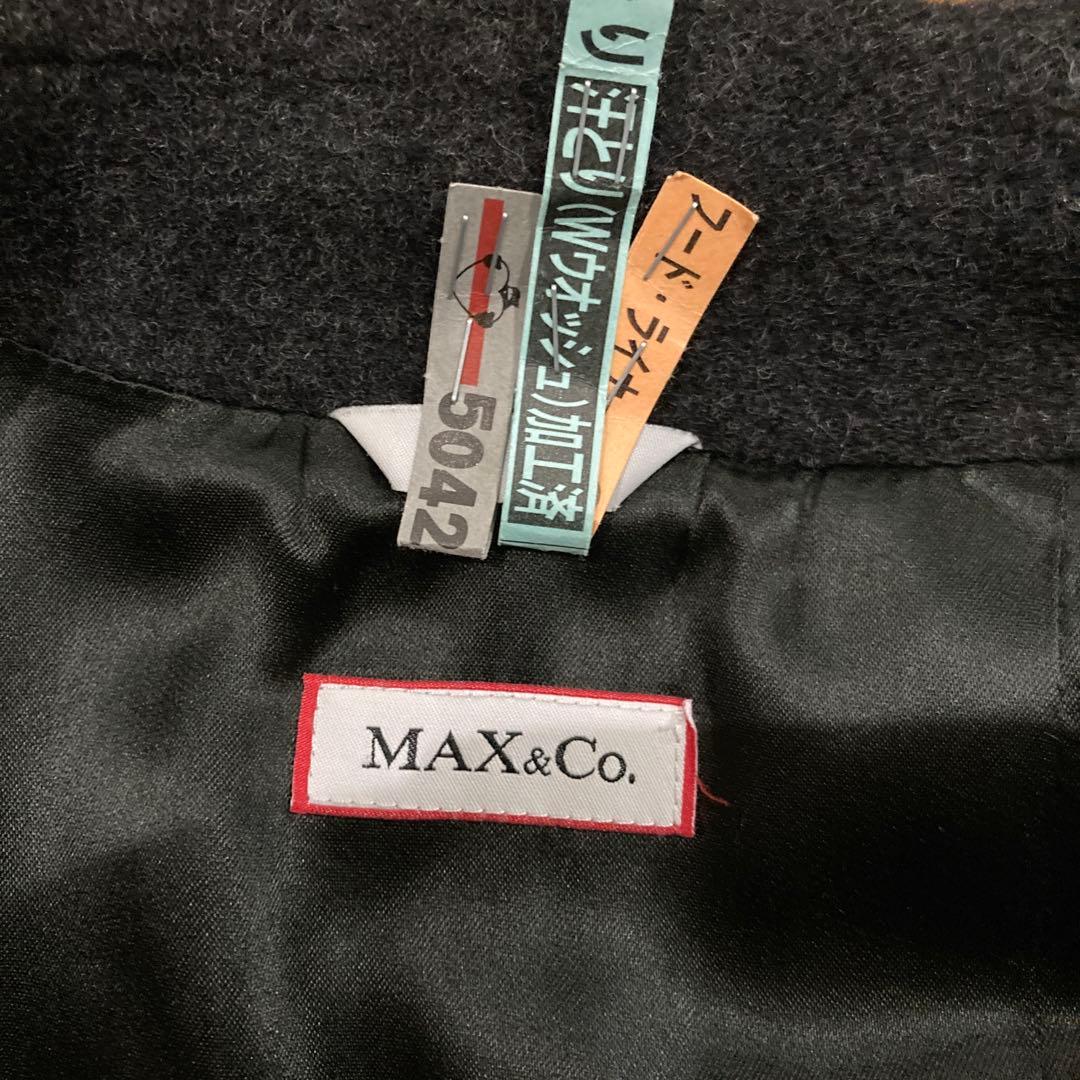 り
汗とり(Wウオッシュ)加工済
フード・ライナ
5042
MAX&Co.